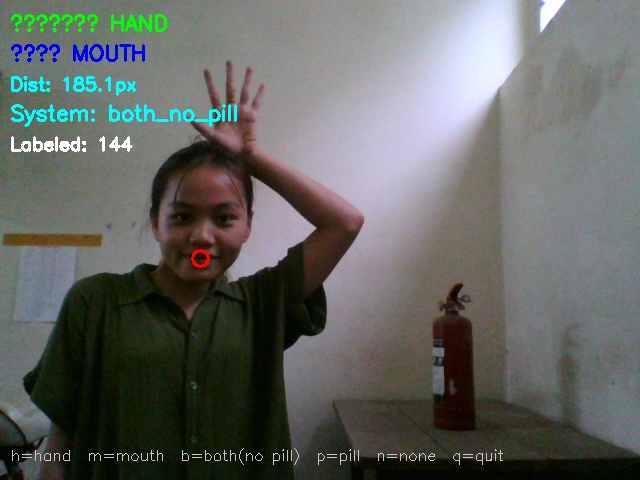 ??????? HAND
???? MOUTH
Dist: 185.1px
System: both_no_pill
Labeled: 144
h=hand m=mouth b=both(no pill) p=pill n=none q=quit